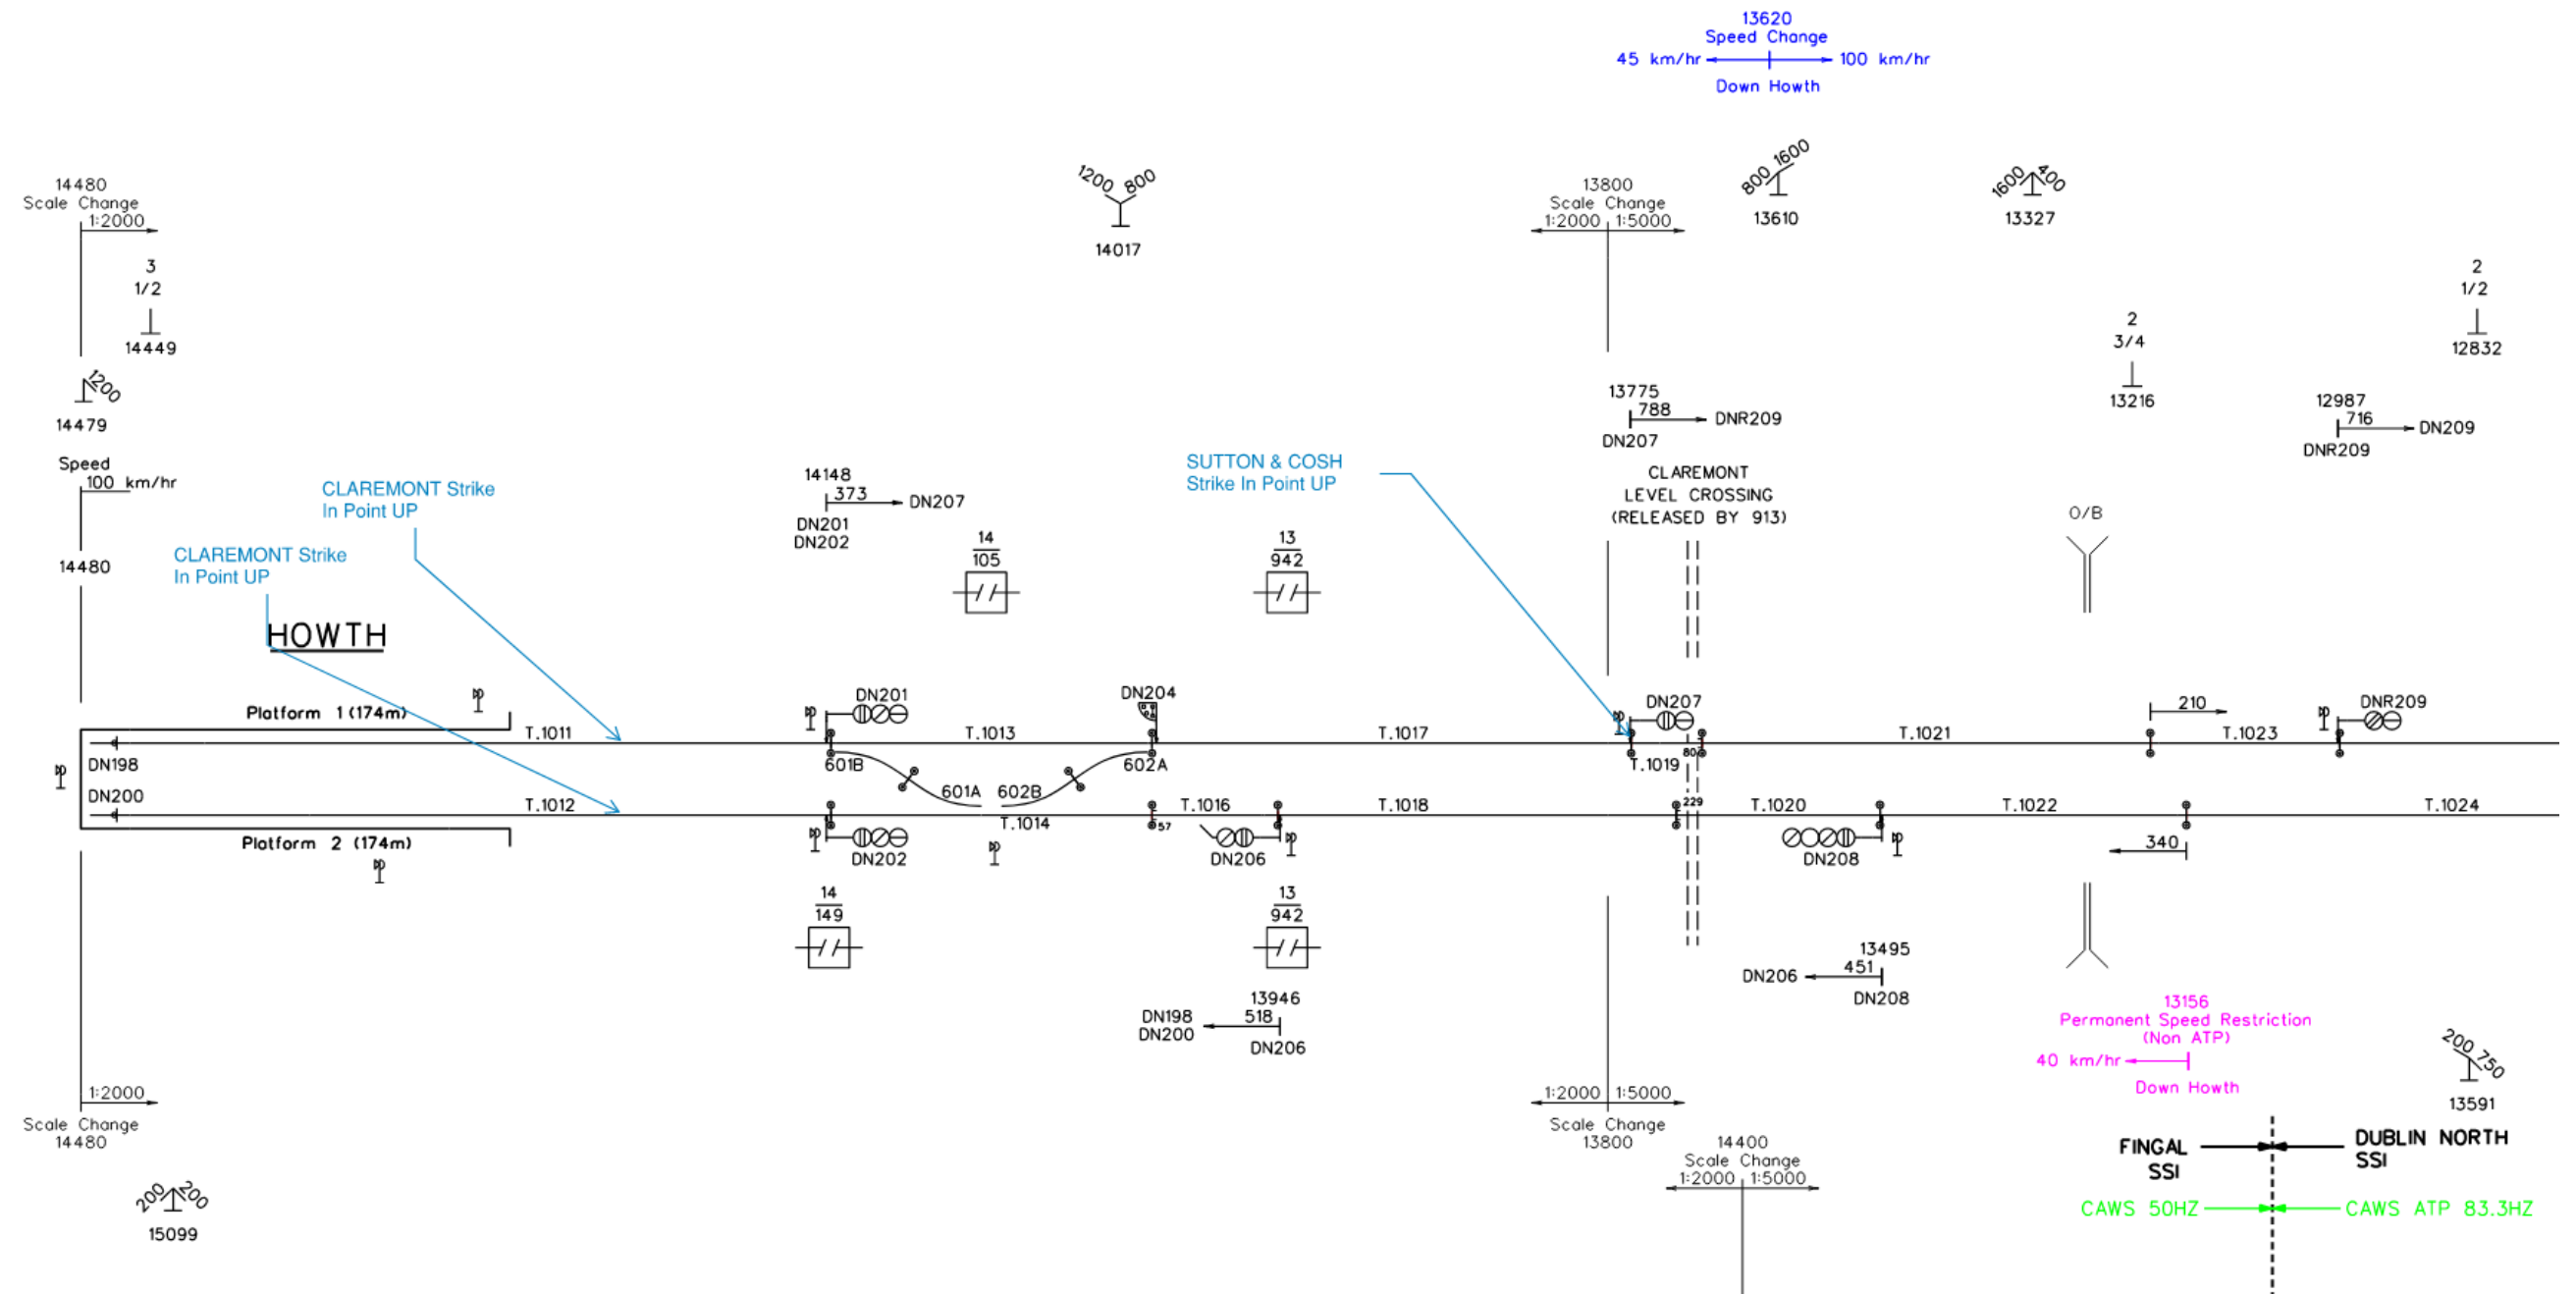 13620
Speed Change
45 km/hr
100 km/hr
Down Howth
14480
Scale Change
1:2000
1200 800
14017
13800
Scale Change
1:2000 1:5000
800 1600
13610
1600 400
13327
3
1/2
14449
2
3/4
13216
2
1/2
12832
1200
14479
Speed
100 km/hr
14480
CLAREMONT Strike
In Point UP
CLAREMONT Strike
In Point UP
14148
373 DN207
DN201
DN202
SUTTON & COSH
Strike In Point UP
13775
788 DNR209
DN207
12987
716 DN209
DNR209
CLAREMONT
LEVEL CROSSING
(RELEASED BY 913)
O/B
14
105
13
942
HOWTH
Platform 1 (174m)
DN201
DN204
DN207
210
DNR209
T.1011
T.1013
T.1017
T.1021
T.1023
DN198
601B
602A
T.1019
80
DN200
601A 602B
T.1012
T.1014
57
T.1016
T.1018
229
T.1020
T.1022
T.1024
Platform 2 (174m)
DN202
DN206
DN208
340
14
149
13
942
13946
DN198
DN200
518
DN206
13495
DN206
451
DN208
13156
Permanent Speed Restriction
(Non ATP)
40 km/hr
Down Howth
200 750
13591
1:2000
Scale Change
14480
1:2000 1:5000
Scale Change
13800
14400
Scale Change
1:2000 1:5000
FINGAL
SSI
DUBLIN NORTH
SSI
CAWS 50HZ
CAWS ATP 83.3HZ
200 200
15099